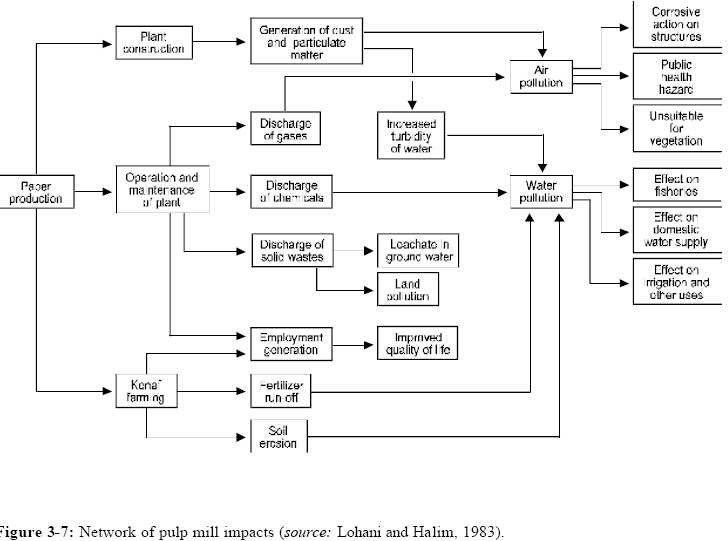 Plant
construction
Generation of dust
and particulate
matter
Corrosive
action on
structures
Air
pollution
Public
health
hazard
Discharge
of gases
Increased
turbidity
of water
Unsuitable
for
vegetation
Paper
production
Operation and
maintenance
of plant
Discharge
of chemicals
Water
pollution
Effect on
fisheries
Effect on
domestic
water supply
Discharge of
solid wastes
Leachate in
ground water
Land
pollution
Effect on
irrigation and
other uses
Employment
generation
Improved
quality of life
Kenaf
farming
Fertilizer
run-off
Soil
erosion
Figure 3-7: Network of pulp mill impacts (source: Lohani and Halim, 1983).